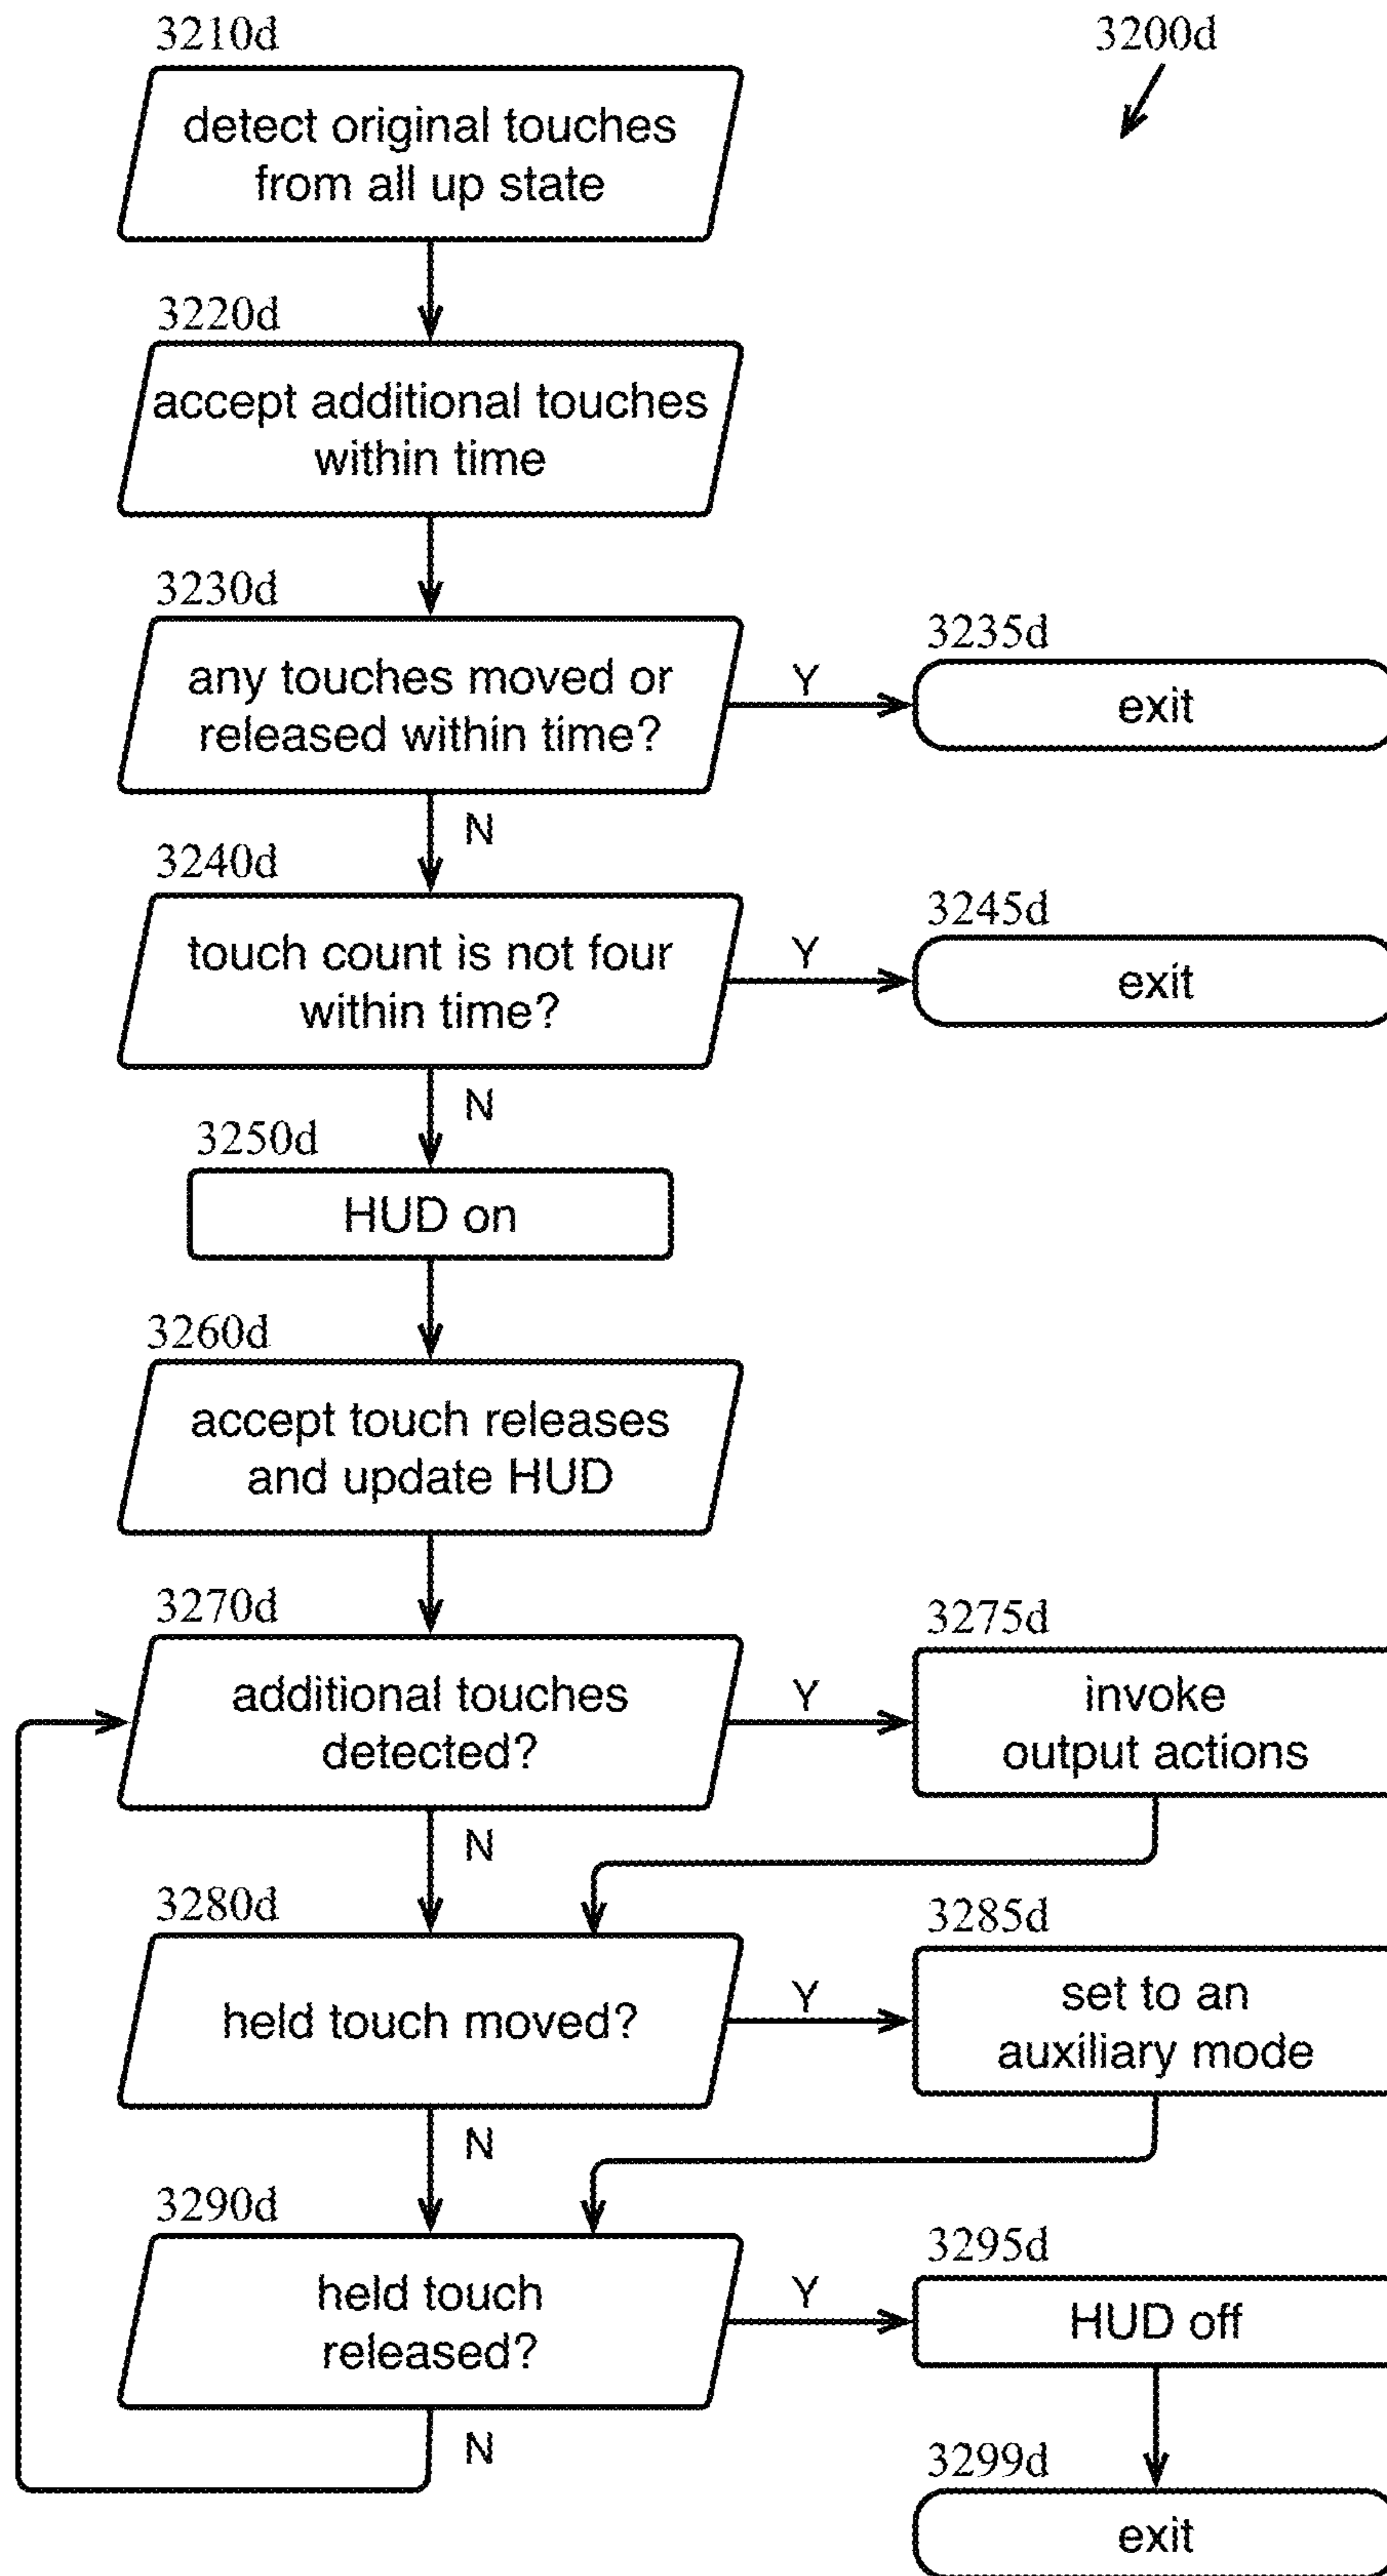 3210d
3200d
detect original touches
from all up state
3220d
accept additional touches
within time
3230d
any touches moved or
released within time?
Y
3235d
exit
N
3240d
touch count is not four
within time?
Y
3245d
exit
N
3250d
HUD on
3260d
accept touch releases
and update HUD
3270d
additional touches
detected?
Y
3275d
invoke
output actions
N
3280d
held touch moved?
Y
3285d
set to an
auxiliary mode
N
3290d
held touch
released?
Y
3295d
HUD off
N
3299d
exit